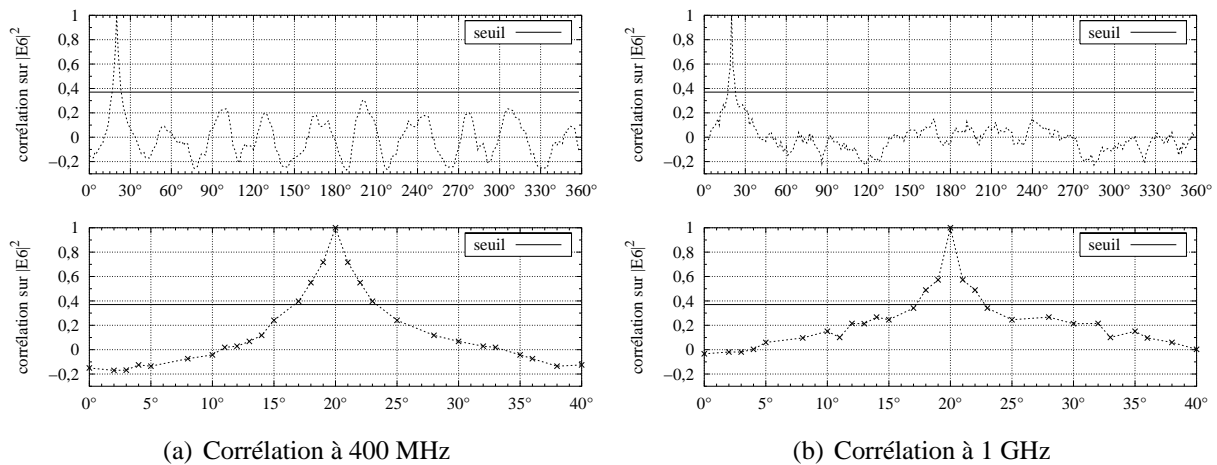 corrélation sur |E6|²
1
0,8
0,6
0,4
0,2
0
−0,2
seuil
0° 30° 60° 90° 120° 150° 180° 210° 240° 270° 300° 330° 360°
corrélation sur |E6|²
1
0,8
0,6
0,4
0,2
0
−0,2
seuil
0° 5° 10° 15° 20° 25° 30° 35° 40°
(a) Corrélation à 400 MHz
corrélation sur |E6|²
1
0,8
0,6
0,4
0,2
0
−0,2
seuil
0° 30° 60° 90° 120° 150° 180° 210° 240° 270° 300° 330° 360°
corrélation sur |E6|²
1
0,8
0,6
0,4
0,2
0
−0,2
seuil
0° 5° 10° 15° 20° 25° 30° 35° 40°
(b) Corrélation à 1 GHz